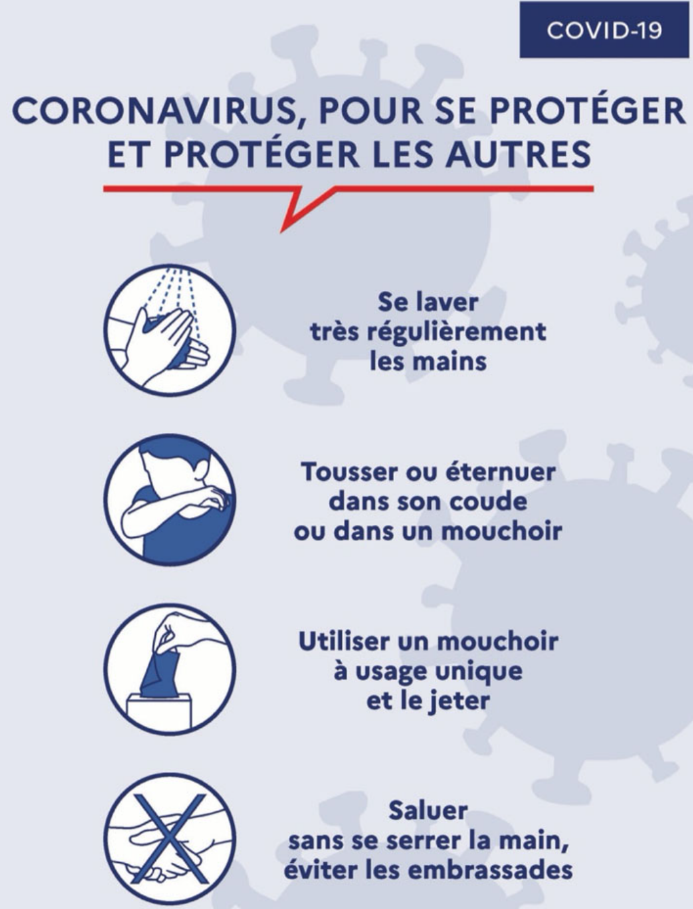 COVID-19
CORONAVIRUS, POUR SE PROTÉGER
ET PROTÉGER LES AUTRES
Se laver
très régulièrement
les mains
Tousser ou éternuer
dans son coude
ou dans un mouchoir
Utiliser un mouchoir
à usage unique
et le jeter
Saluer
sans se serrer la main,
éviter les embrassades